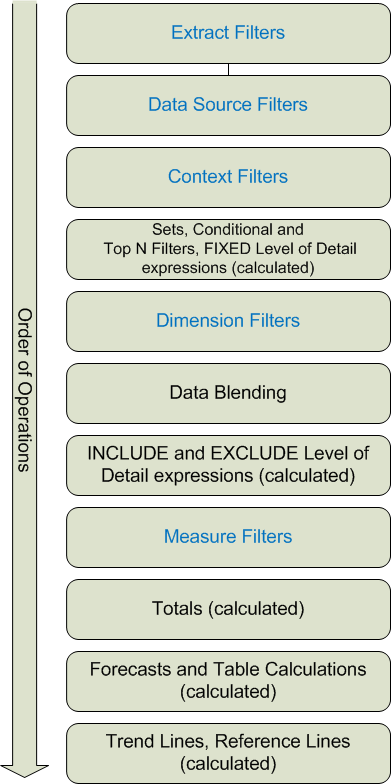 Order of Operations
Extract Filters
Data Source Filters
Context Filters
Sets, Conditional and
Top N Filters, FIXED Level of Detail
expressions (calculated)
Dimension Filters
Data Blending
INCLUDE and EXCLUDE Level of
Detail expressions (calculated)
Measure Filters
Totals (calculated)
Forecasts and Table Calculations
(calculated)
Trend Lines, Reference Lines
(calculated)